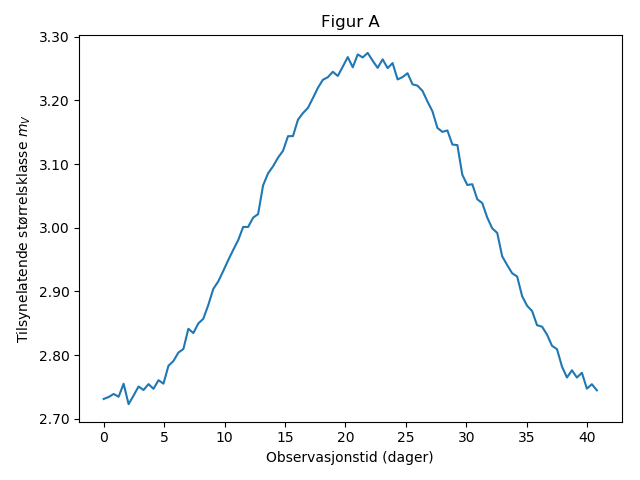 Figur A
3.30
3.20
3.10
3.00
2.90
2.80
2.70
Tilsynelatende størrelsklasse $m_V$
0 5 10 15 20 25 30 35 40
Observasjonstid (dager)